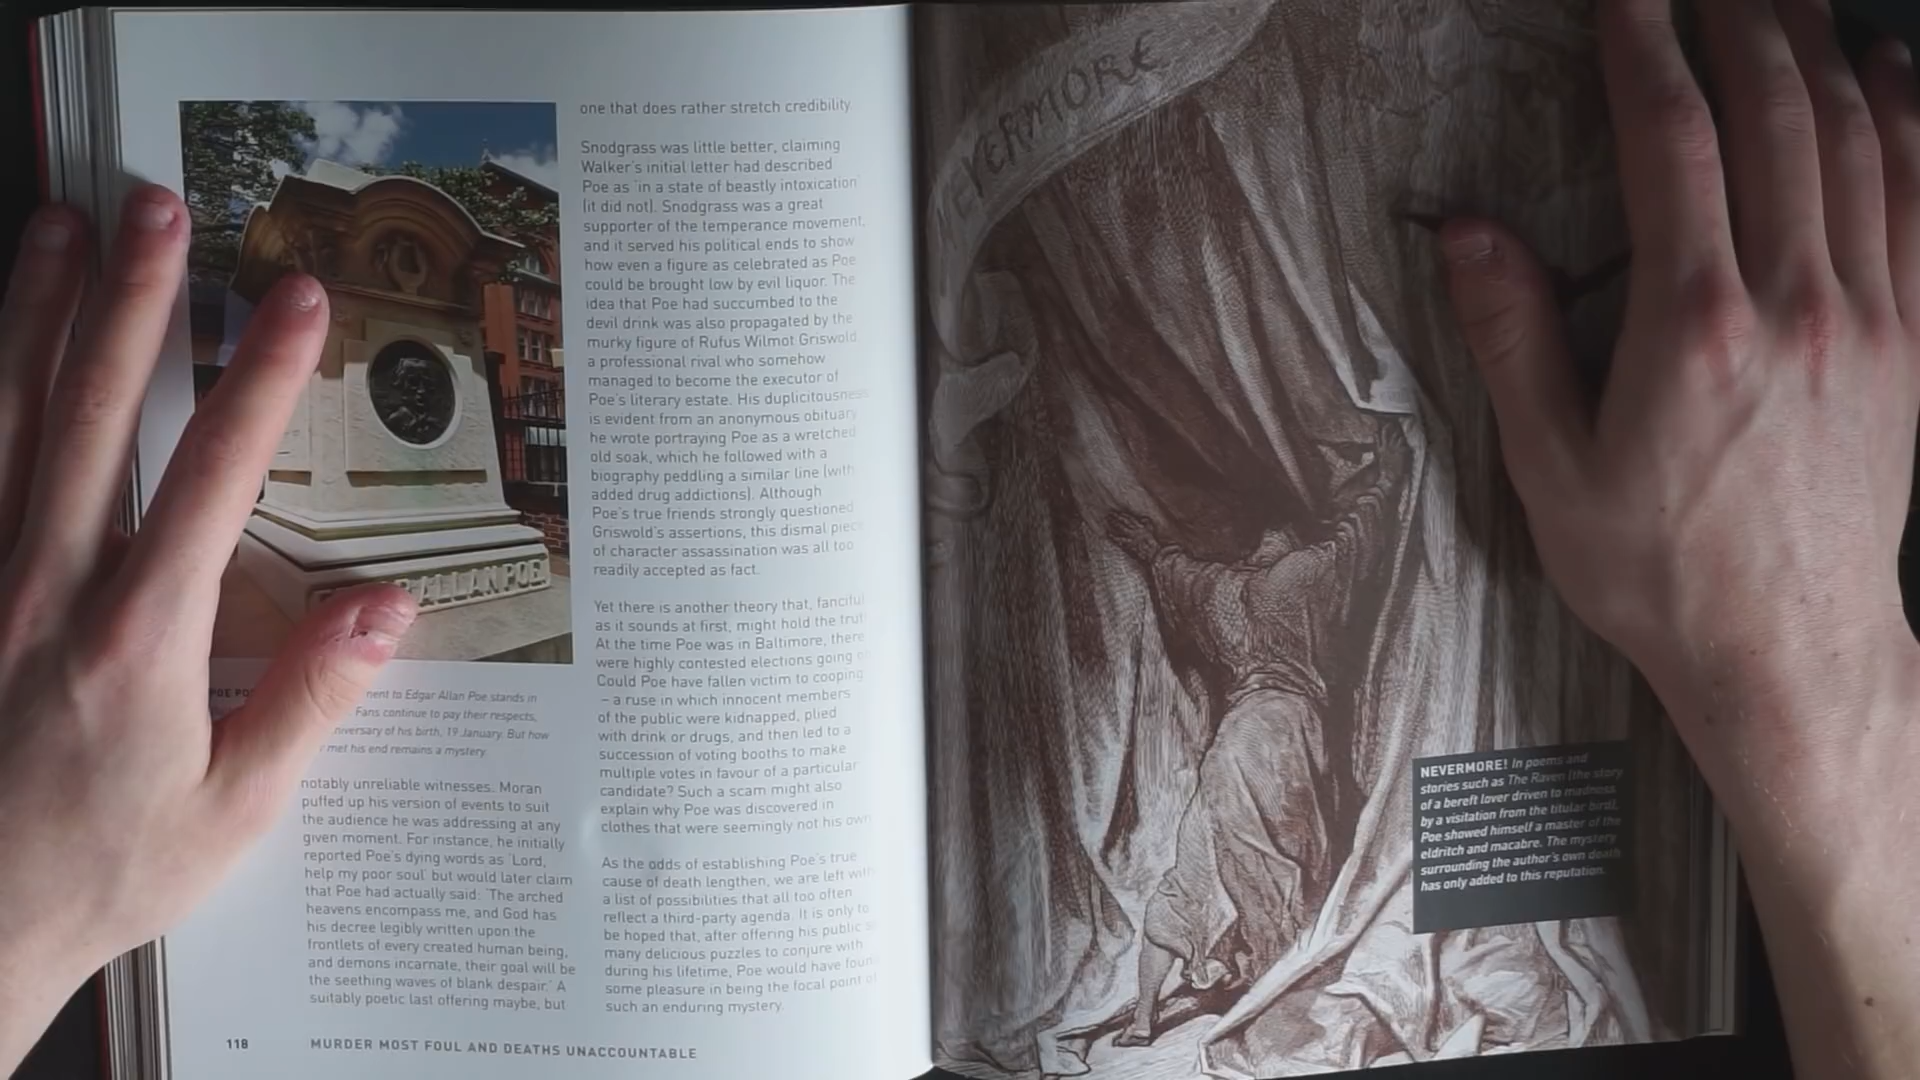 ALLAN POE
POE
nent to Edgar Allan Poe stands in
Fans continue to pay their respects,
niversary of his birth, 19 January. But how
met his end remains a mystery.
notably unreliable witnesses. Moran
puffed up his version of events to suit
the audience he was addressing at any
given moment. For instance, he initially
reported Poe's dying words as 'Lord,
help my poor soul' but would later claim
that Poe had actually said: 'The arched
heavens encompass me, and God has
his decree legibly written upon the
frontlets of every created human being,
and demons incarnate, their goal will be
the seething waves of blank despair.' A
suitably poetic last offering maybe, but
one that does rather stretch credibility.
Snodgrass was little better, claiming
Walker's initial letter had described
Poe as 'in a state of beastly intoxication'
(it did not). Snodgrass was a great
supporter of the temperance movement,
and it served his political ends to show
how even a figure as celebrated as Poe
could be brought low by evil liquor. The
idea that Poe had succumbed to the
devil drink was also propagated by the
murky figure of Rufus Wilmot Griswold,
a professional rival who somehow
managed to become the executor of
Poe's literary estate. His duplicitousness
is evident from an anonymous obituary
he wrote portraying Poe as a wretched
old soak, which he followed with a
biography peddling a similar line (with
added drug addictions). Although
Poe's true friends strongly questioned
Griswold's assertions, this dismal piece
of character assassination was all too
readily accepted as fact.
Yet there is another theory that, fanciful
as it sounds at first, might hold the truth.
At the time Poe was in Baltimore, there
were highly contested elections going on.
Could Poe have fallen victim to cooping
– a ruse in which innocent members
of the public were kidnapped, plied
with drink or drugs, and then led to a
succession of voting booths to make
multiple votes in favour of a particular
candidate? Such a scam might also
explain why Poe was discovered in
clothes that were seemingly not his own.
As the odds of establishing Poe's true
cause of death lengthen, we are left with
a list of possibilities that all too often
reflect a third-party agenda. It is only to
be hoped that, after offering his public so
many delicious puzzles to conjure with
during his lifetime, Poe would have found
some pleasure in being the focal point of
such an enduring mystery.
118 MURDER MOST FOUL AND DEATHS UNACCOUNTABLE
NEVERMORE
NEVERMORE! In poems and
stories such as The Raven (the story
of a bereft lover driven to madness
by a visitation from the titular bird),
Poe showed himself a master of the
eldritch and macabre. The mystery
surrounding the author's own death
has only added to this reputation.